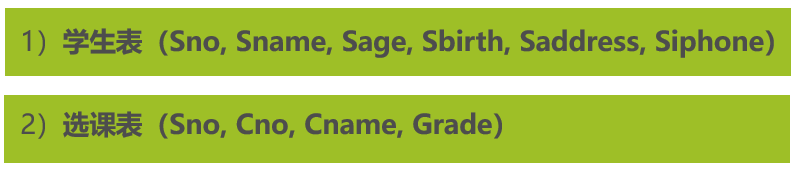 1）学生表（Sno, Sname, Sage, Sbirth, Saddress, Siphone）
2）选课表（Sno, Cno, Cname, Grade）